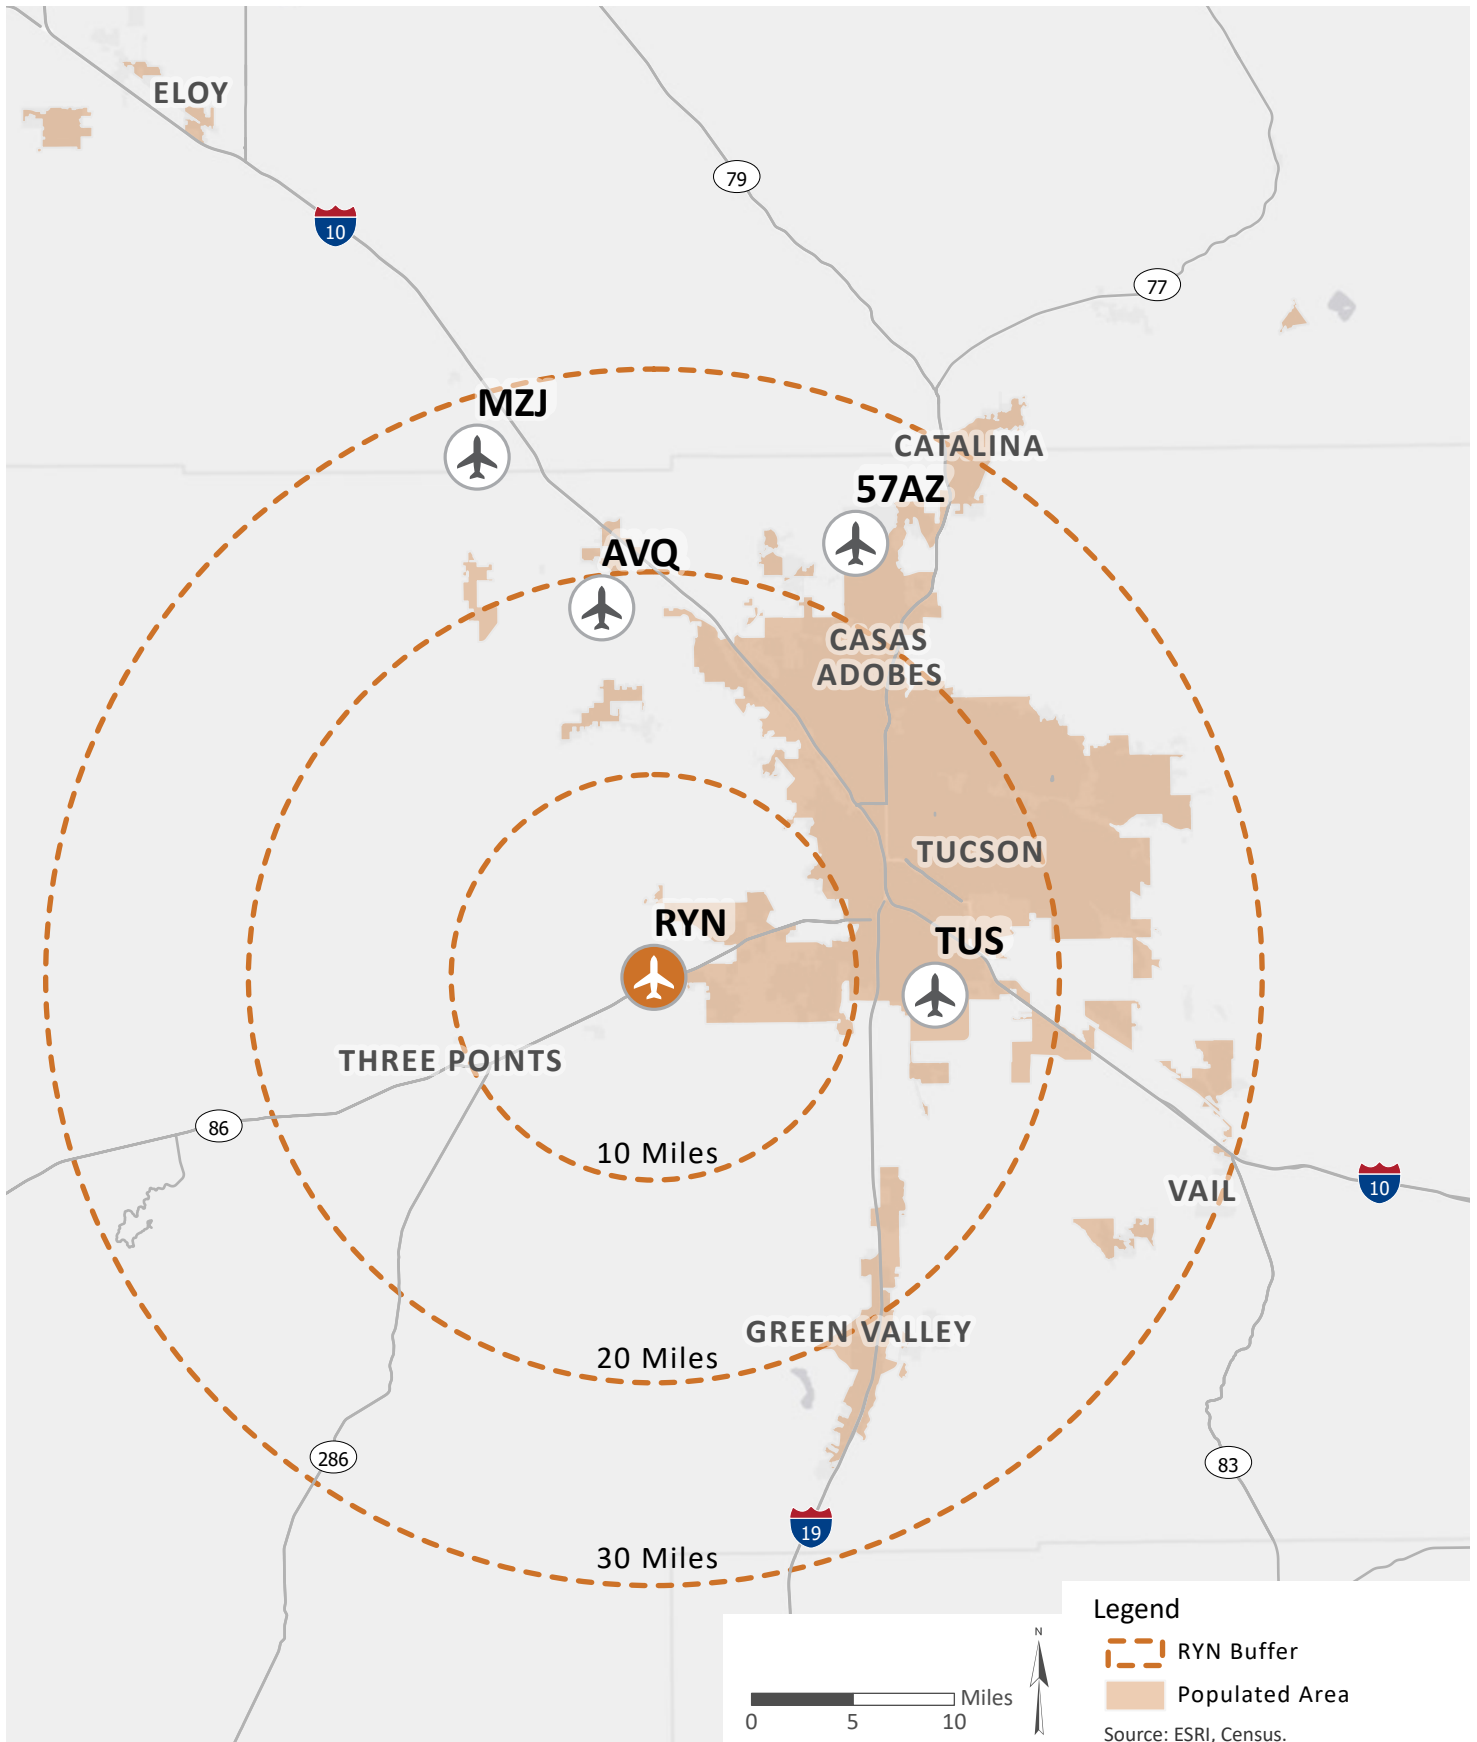 ELOY
79
10
77
MZJ
CATALINA
57AZ
AVQ
CASAS
ADOBES
TUCSON
RYN
TUS
THREE POINTS
86
10 Miles
10
VAIL
GREEN VALLEY
20 Miles
286
83
19
30 Miles
Legend
N
RYN Buffer
Miles
Populated Area
0 5 10
Source: ESRI, Census.